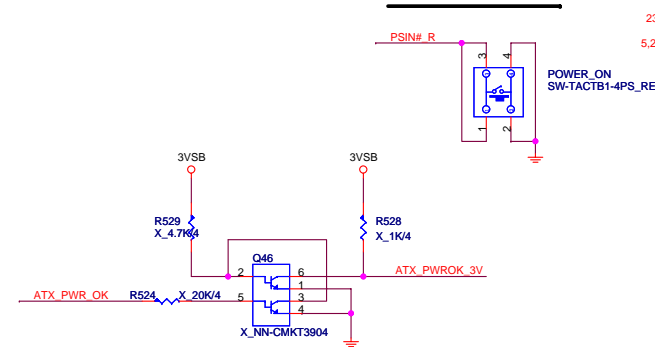 23
PSIN#_R
5,2
3
4
POWER_ON
SW-TACTB1-4PS_RE
1
2
3VSB
3VSB
R529
X_4.7K/4
R528
X_1K/4
Q46
2
6
ATX_PWROK_3V
1
ATX_PWR_OK
R524
X_20K/4
5
3
4
X_NN-CMKT3904